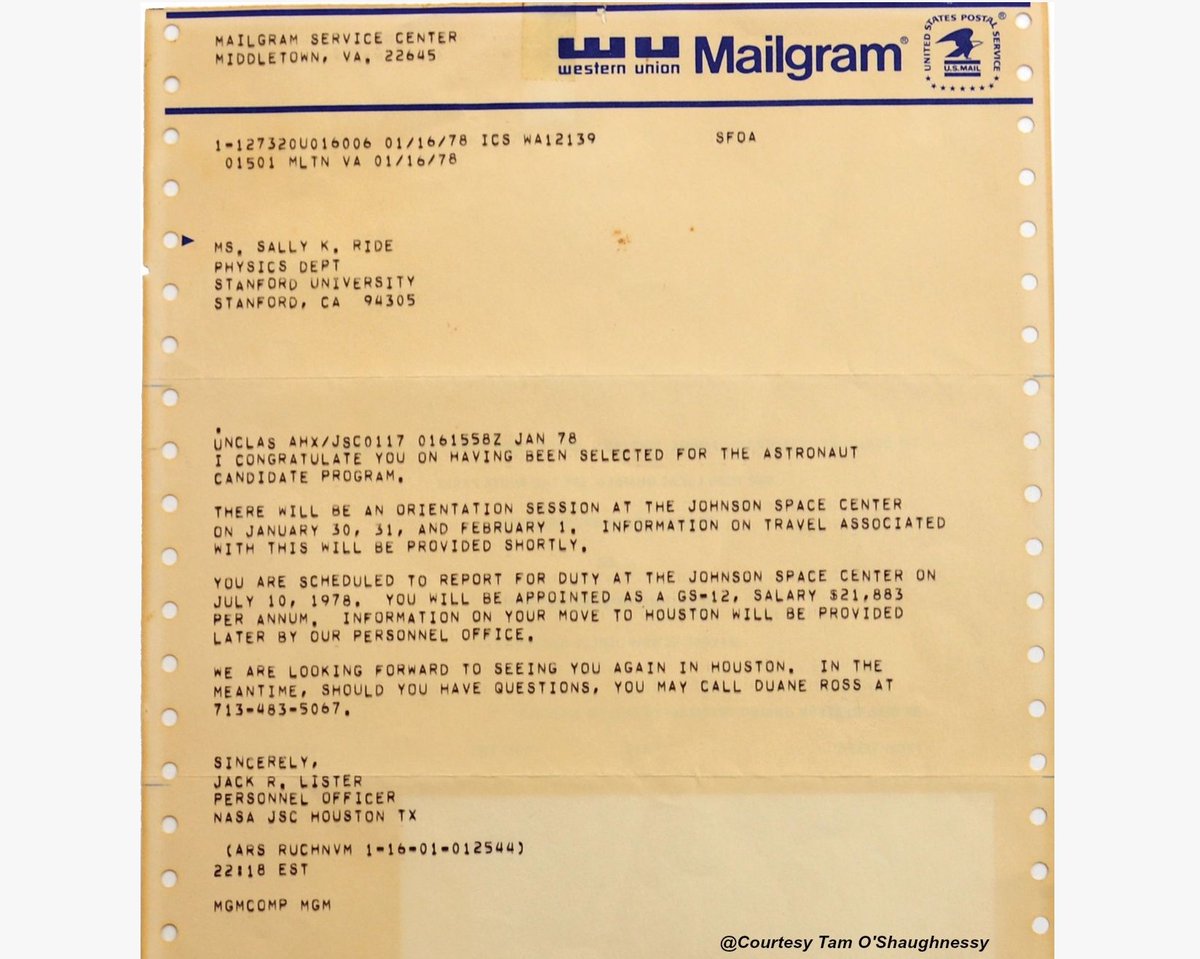 MAILGRAM SERVICE CENTER
MIDDLETOWN, VA. 22645
western union Mailgram®
UNITED STATES POSTAL SERVICE
U.S.MAIL
®
1-127320U016006 01/16/78 ICS WA12139 SFOA
01501 MLTN VA 01/16/78
MS. SALLY K. RIDE
PHYSICS DEPT
STANFORD UNIVERSITY
STANFORD, CA 94305
.
UNCLAS AHX/JSC0117 0161558Z JAN 78
I CONGRATULATE YOU ON HAVING BEEN SELECTED FOR THE ASTRONAUT
CANDIDATE PROGRAM.
THERE WILL BE AN ORIENTATION SESSION AT THE JOHNSON SPACE CENTER
ON JANUARY 30, 31, AND FEBRUARY 1. INFORMATION ON TRAVEL ASSOCIATED
WITH THIS WILL BE PROVIDED SHORTLY.
YOU ARE SCHEDULED TO REPORT FOR DUTY AT THE JOHNSON SPACE CENTER ON
JULY 10, 1978. YOU WILL BE APPOINTED AS A GS-12, SALARY $21,883
PER ANNUM. INFORMATION ON YOUR MOVE TO HOUSTON WILL BE PROVIDED
LATER BY OUR PERSONNEL OFFICE.
WE ARE LOOKING FORWARD TO SEEING YOU AGAIN IN HOUSTON. IN THE
MEANTIME, SHOULD YOU HAVE QUESTIONS, YOU MAY CALL DUANE ROSS AT
713-483-5067.
SINCERELY,
JACK R. LISTER
PERSONNEL OFFICER
NASA JSC HOUSTON TX
(ARS RUCHNVM 1-16-01-012544)
22:18 EST
MGMCOMP MGM
@Courtesy Tam O'Shaughnessy